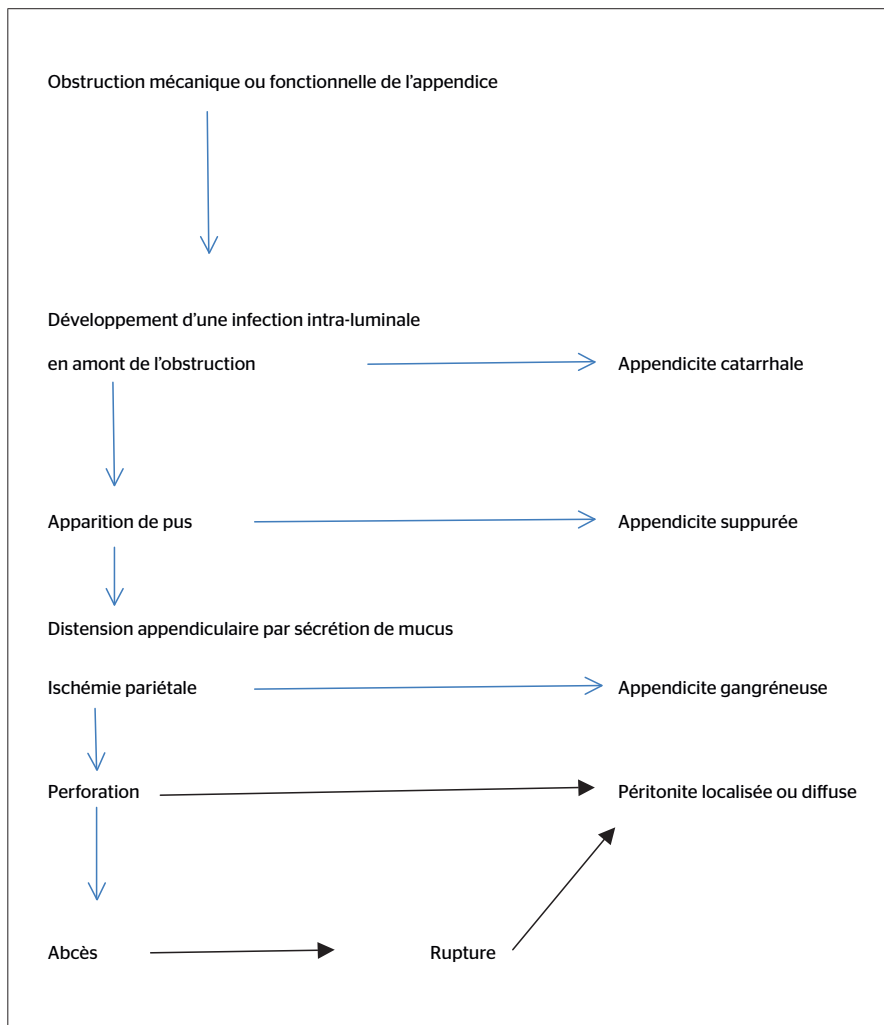 Obstruction mécanique ou fonctionnelle de l'appendice
Développement d'une infection intra-luminale
en amont de l'obstruction
Appendicite catarrhale
Apparition de pus
Appendicite suppurée
Distension appendiculaire par sécrétion de mucus
Ischémie pariétale
Appendicite gangréneuse
Perforation
Péritonite localisée ou diffuse
Abcès
Rupture